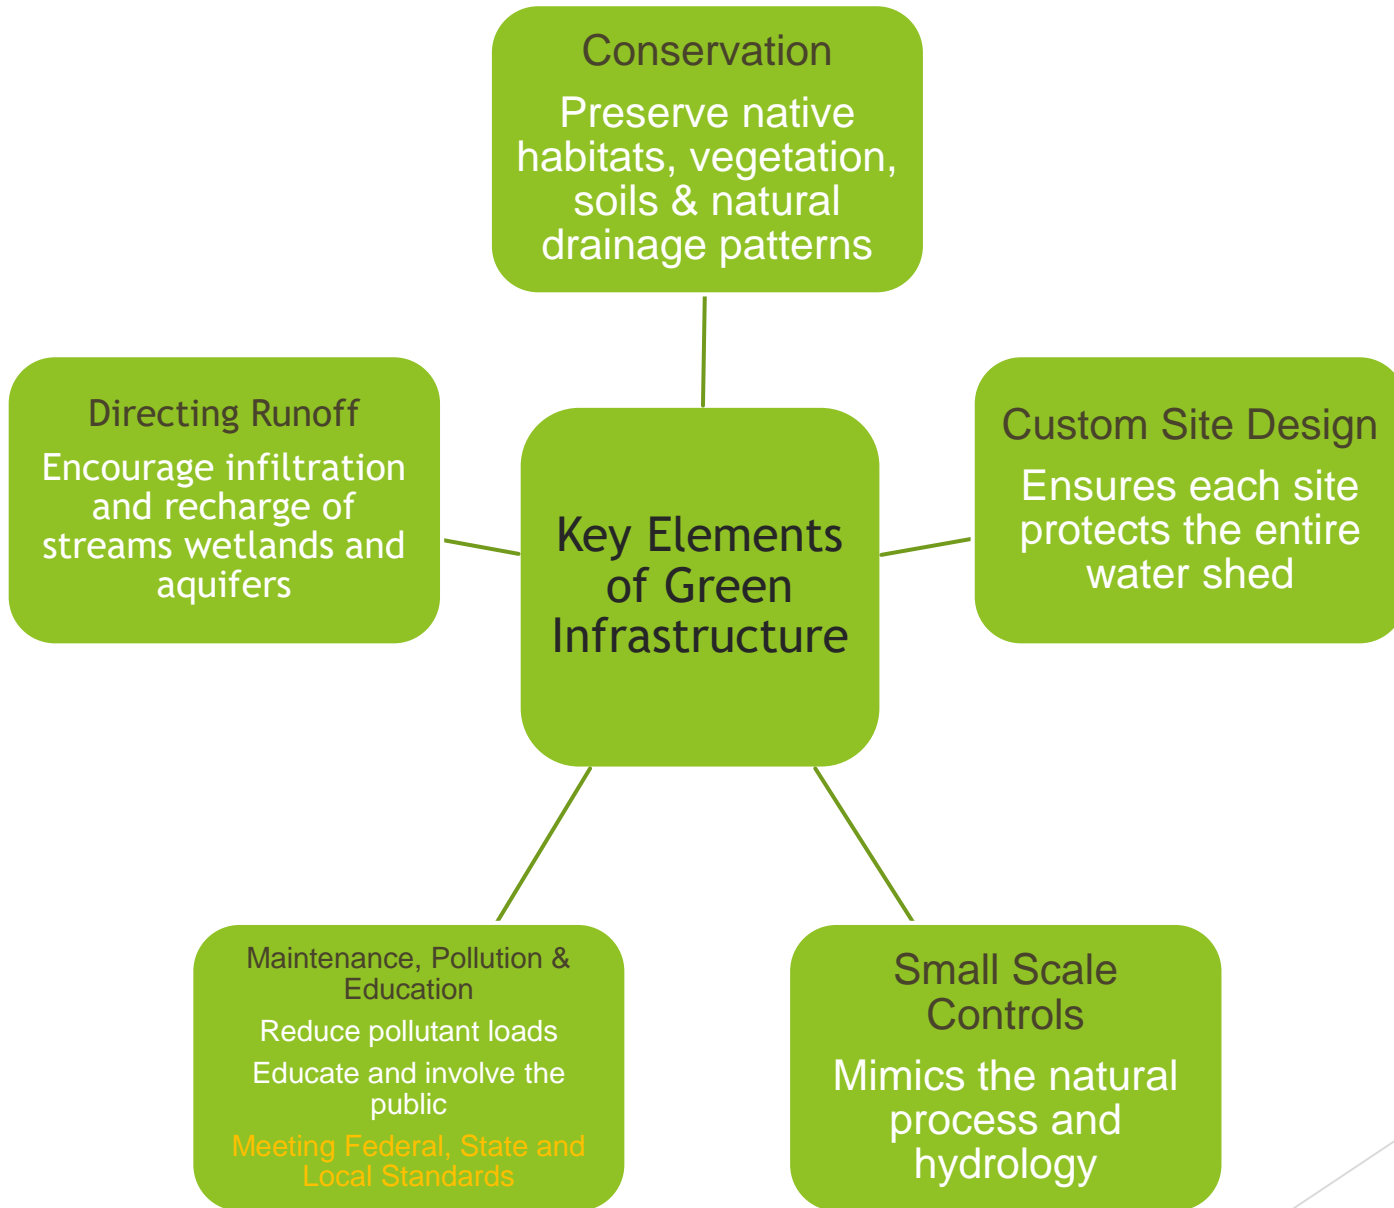 Conservation
Preserve native
habitats, vegetation,
soils & natural
drainage patterns
Directing Runoff
Encourage infiltration
and recharge of
streams wetlands and
aquifers
Key Elements
of Green
Infrastructure
Custom Site Design
Ensures each site
protects the entire
water shed
Maintenance, Pollution &
Education
Reduce pollutant loads
Educate and involve the
public
Meeting Federal, State and
Local Standards
Small Scale
Controls
Mimics the natural
process and
hydrology